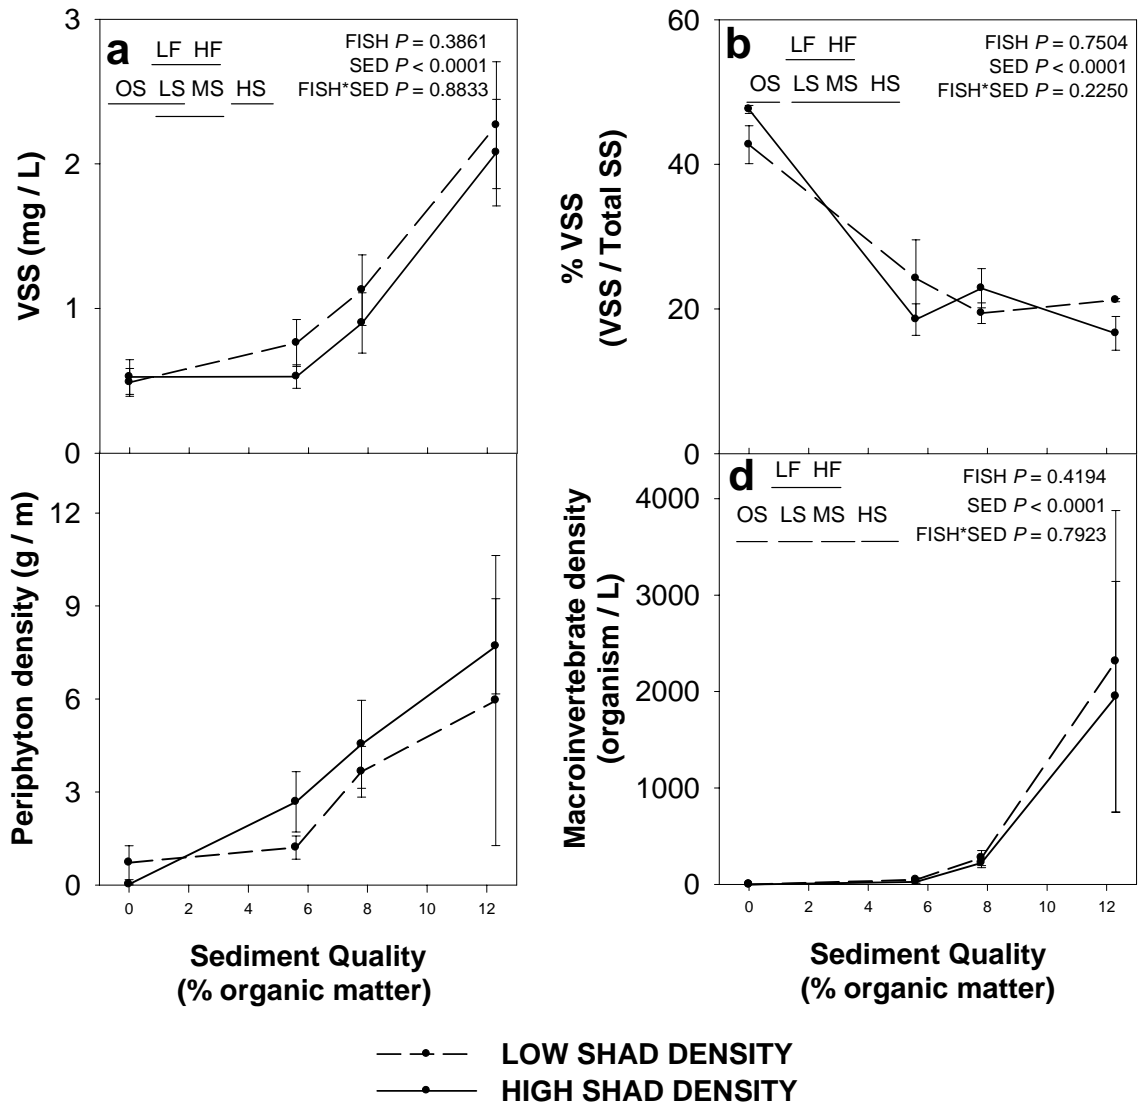 a
LF HF
OS LS MS HS
FISH P = 0.3861
SED P < 0.0001
FISH*SED P = 0.8833
VSS (mg / L)
3
2
1
0
b
LF HF
OS LS MS HS
FISH P = 0.7504
SED P < 0.0001
FISH*SED P = 0.2250
% VSS
(VSS / Total SS)
60
40
20
0
Periphyton density (g / m)
12
9
6
3
0
0 2 4 6 8 10 12
Sediment Quality
(% organic matter)
d
LF HF
OS LS MS HS
FISH P = 0.4194
SED P < 0.0001
FISH*SED P = 0.7923
Macroinvertebrate density
(organism / L)
4000
3000
2000
1000
0
0 2 4 6 8 10 12
Sediment Quality
(% organic matter)
LOW SHAD DENSITY
HIGH SHAD DENSITY